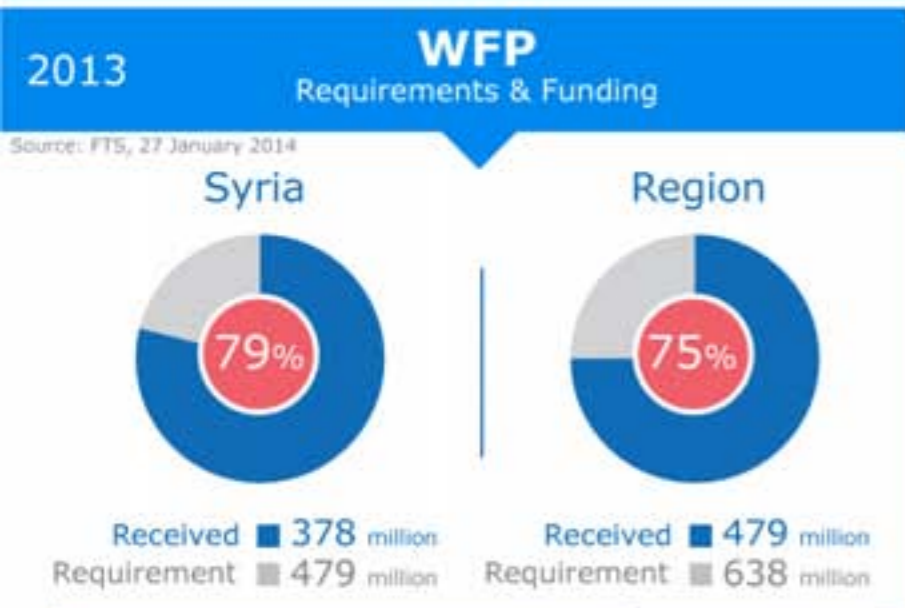 2013
WFP
Requirements & Funding
Source: FTS, 27 January 2014
Syria
79%
Received 378 million
Requirement 479 million
Region
75%
Received 479 million
Requirement 638 million